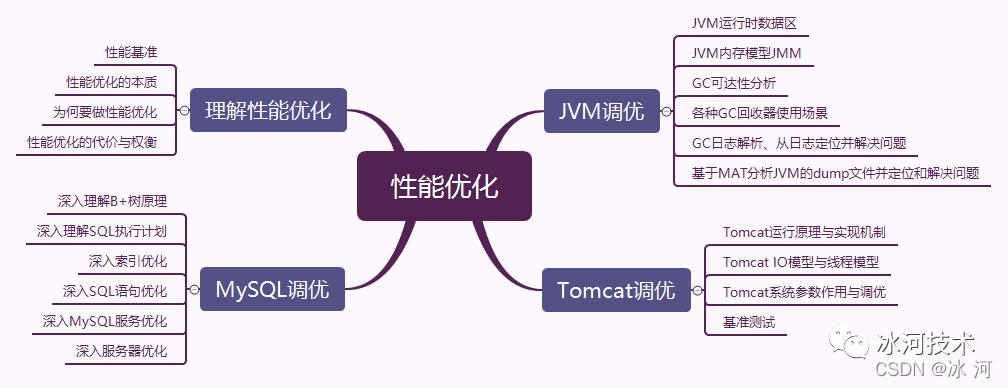 性能优化
理解性能优化
性能基准
性能优化的本质
为何要做性能优化
性能优化的代价与权衡
MySQL调优
深入理解B+树原理
深入理解SQL执行计划
深入索引优化
深入SQL语句优化
深入MySQL服务优化
深入服务器优化
JVM调优
JVM运行时数据区
JVM内存模型JMM
GC可达性分析
各种GC回收器使用场景
GC日志解析、从日志定位并解决问题
基于MAT分析JVM的dump文件并定位和解决问题
Tomcat调优
Tomcat运行原理与实现机制
Tomcat IO模型与线程模型
Tomcat系统参数作用与调优
基准测试
冰河技术
CSDN @冰 河